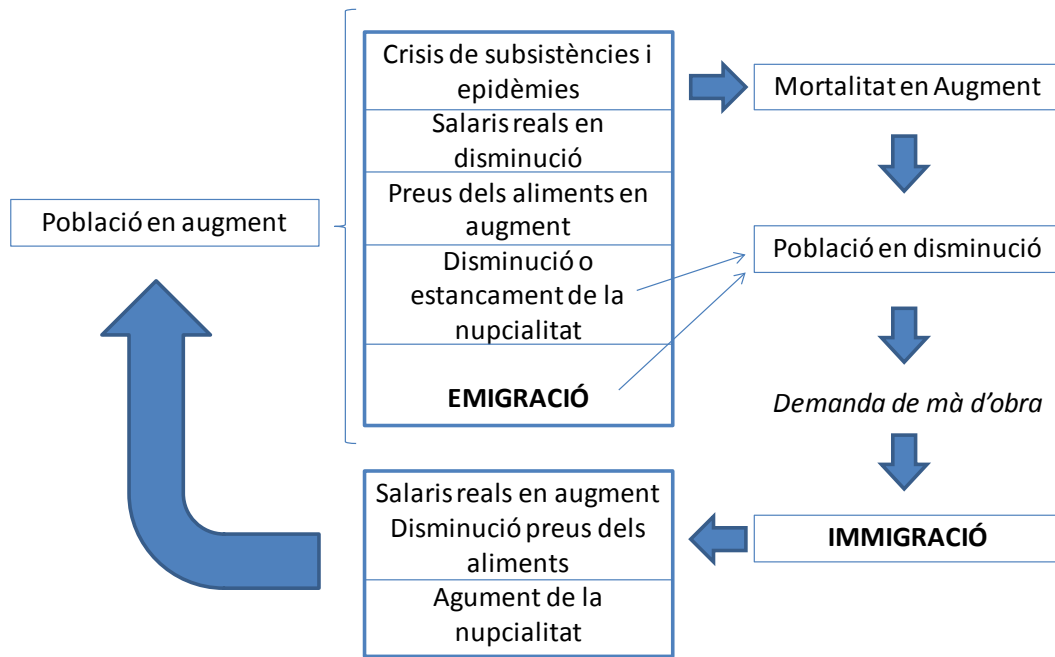 Població en augment
Crisis de subsistències i
epidèmies
Salaris reals en
disminució
Preus dels aliments en
augment
Disminució o
estancament de la
nupcialitat
EMIGRACIÓ
Mortalitat en Augment
Població en disminució
Demanda de mà d'obra
IMMIGRACIÓ
Salaris reals en augment
Disminució preus dels
aliments
Agument de la
nupcialitat